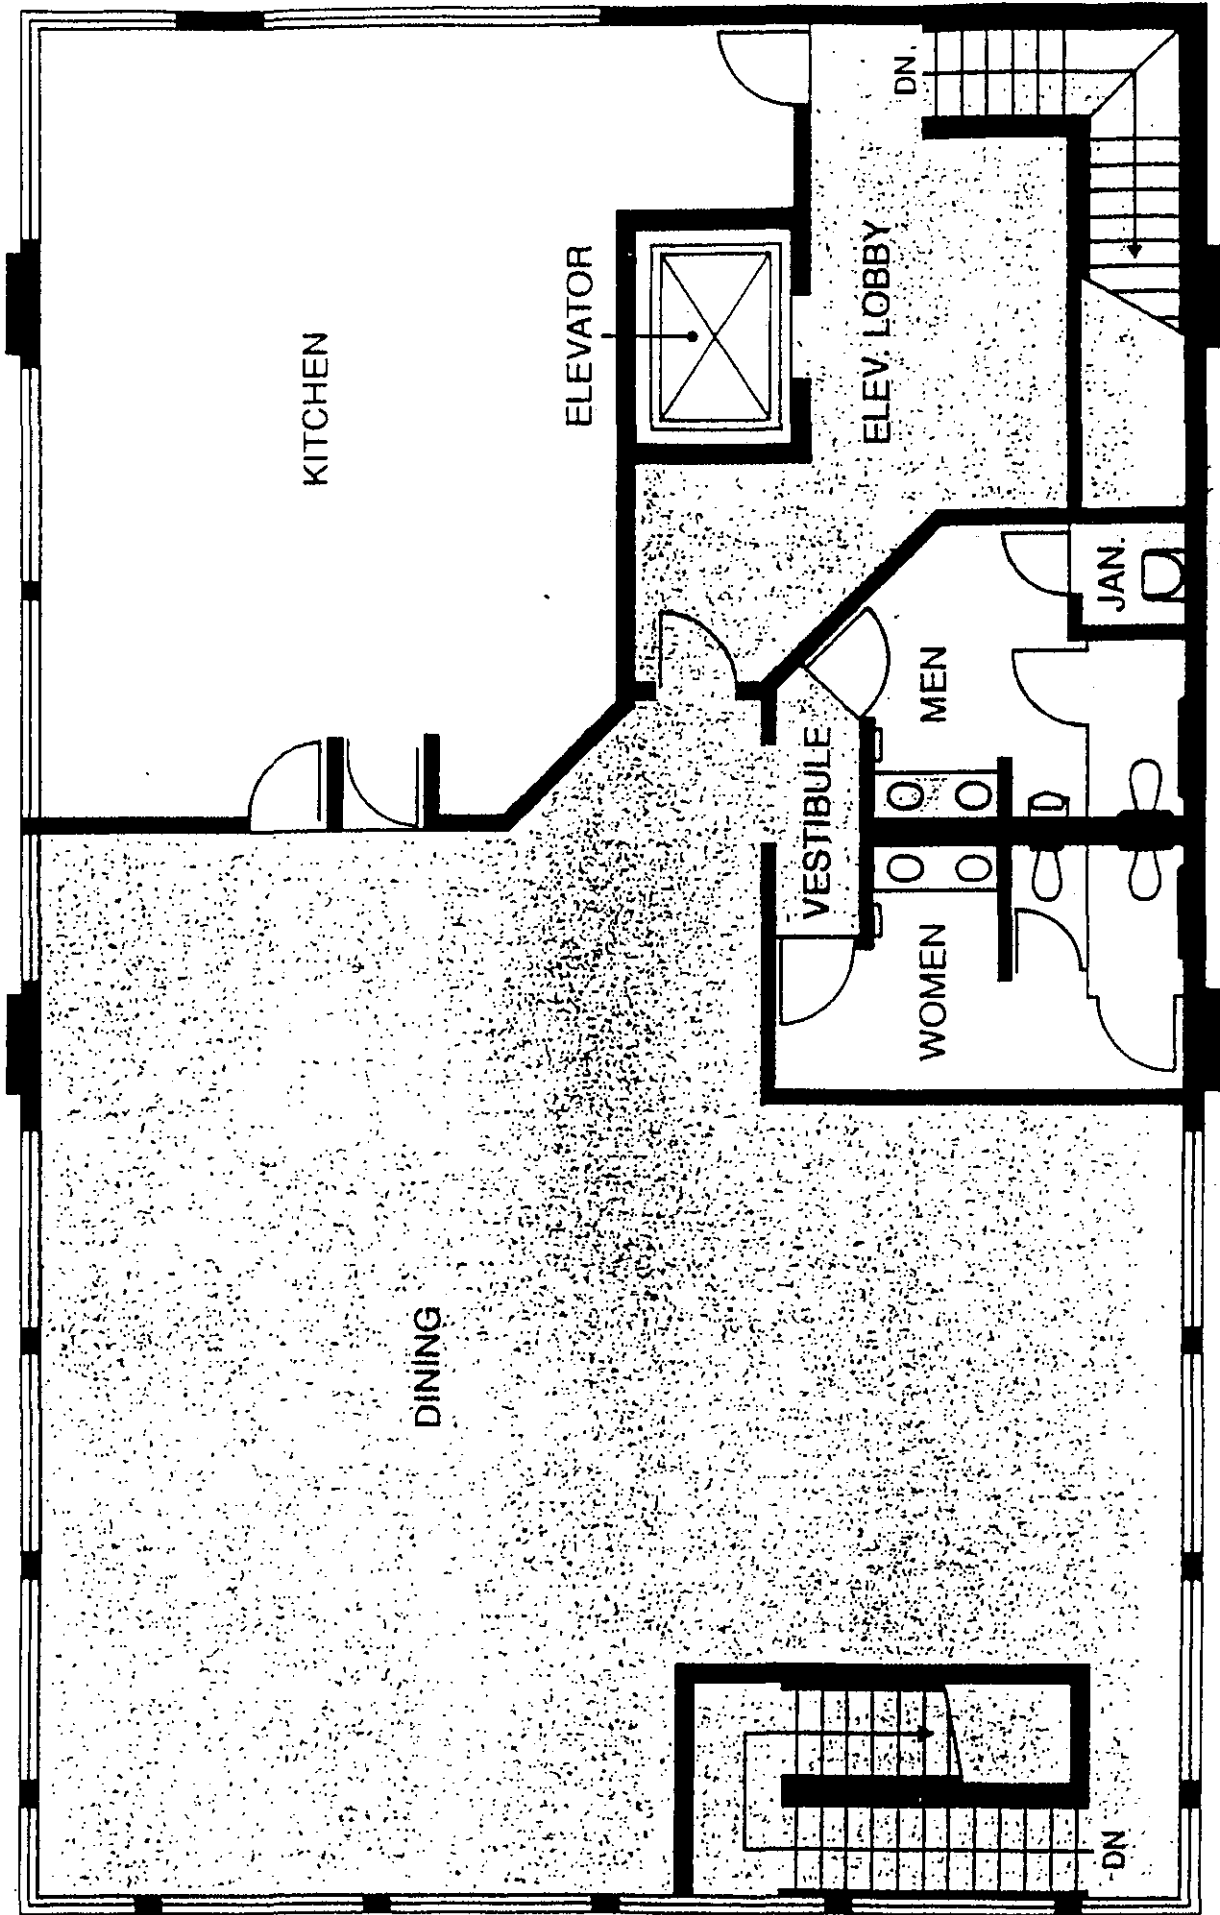 DN.
KITCHEN
ELEVATOR
ELEV. LOBBY
JAN.
MEN
VESTIBULE
WOMEN
DINING
DN